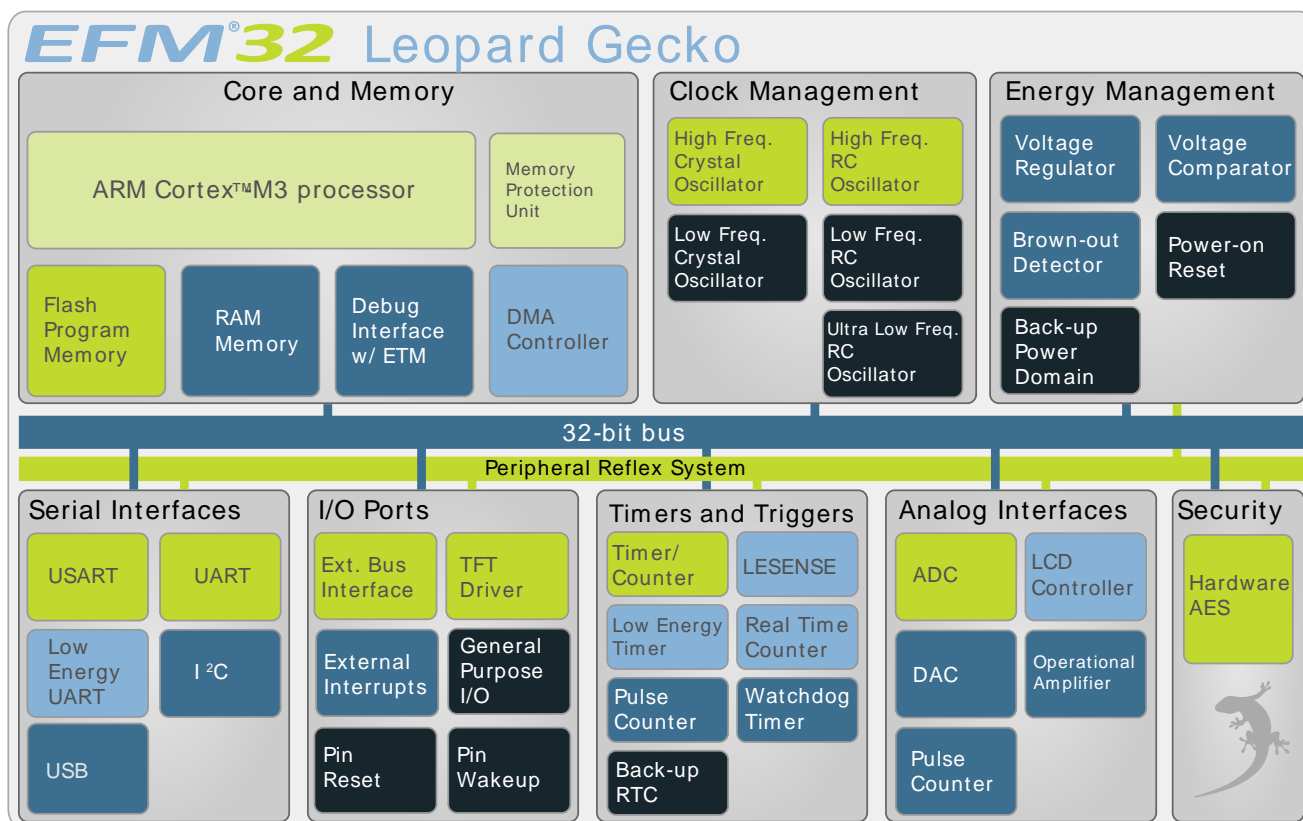 EFM®32 Leopard Gecko
Core and Memory
ARM Cortex™M3 processor
Memory
Protection
Unit
Flash
Program
Memory
RAM
Memory
Debug
Interface
w/ ETM
DMA
Controller
Clock Management
High Freq.
Crystal
Oscillator
High Freq.
RC
Oscillator
Low Freq.
Crystal
Oscillator
Low Freq.
RC
Oscillator
Ultra Low Freq.
RC
Oscillator
Energy Management
Voltage
Regulator
Voltage
Comparator
Brown-out
Detector
Power-on
Reset
Back-up
Power
Domain
32-bit bus
Peripheral Reflex System
Serial Interfaces
USART
UART
Low
Energy
UART
I²C
USB
I/O Ports
Ext. Bus
Interface
TFT
Driver
External
Interrupts
General
Purpose
I/O
Pin
Reset
Pin
Wakeup
Timers and Triggers
Timer/
Counter
LESENSE
Low Energy
Timer
Real Time
Counter
Pulse
Counter
Watchdog
Timer
Back-up
RTC
Analog Interfaces
ADC
LCD
Controller
DAC
Operational
Amplifier
Pulse
Counter
Security
Hardware
AES